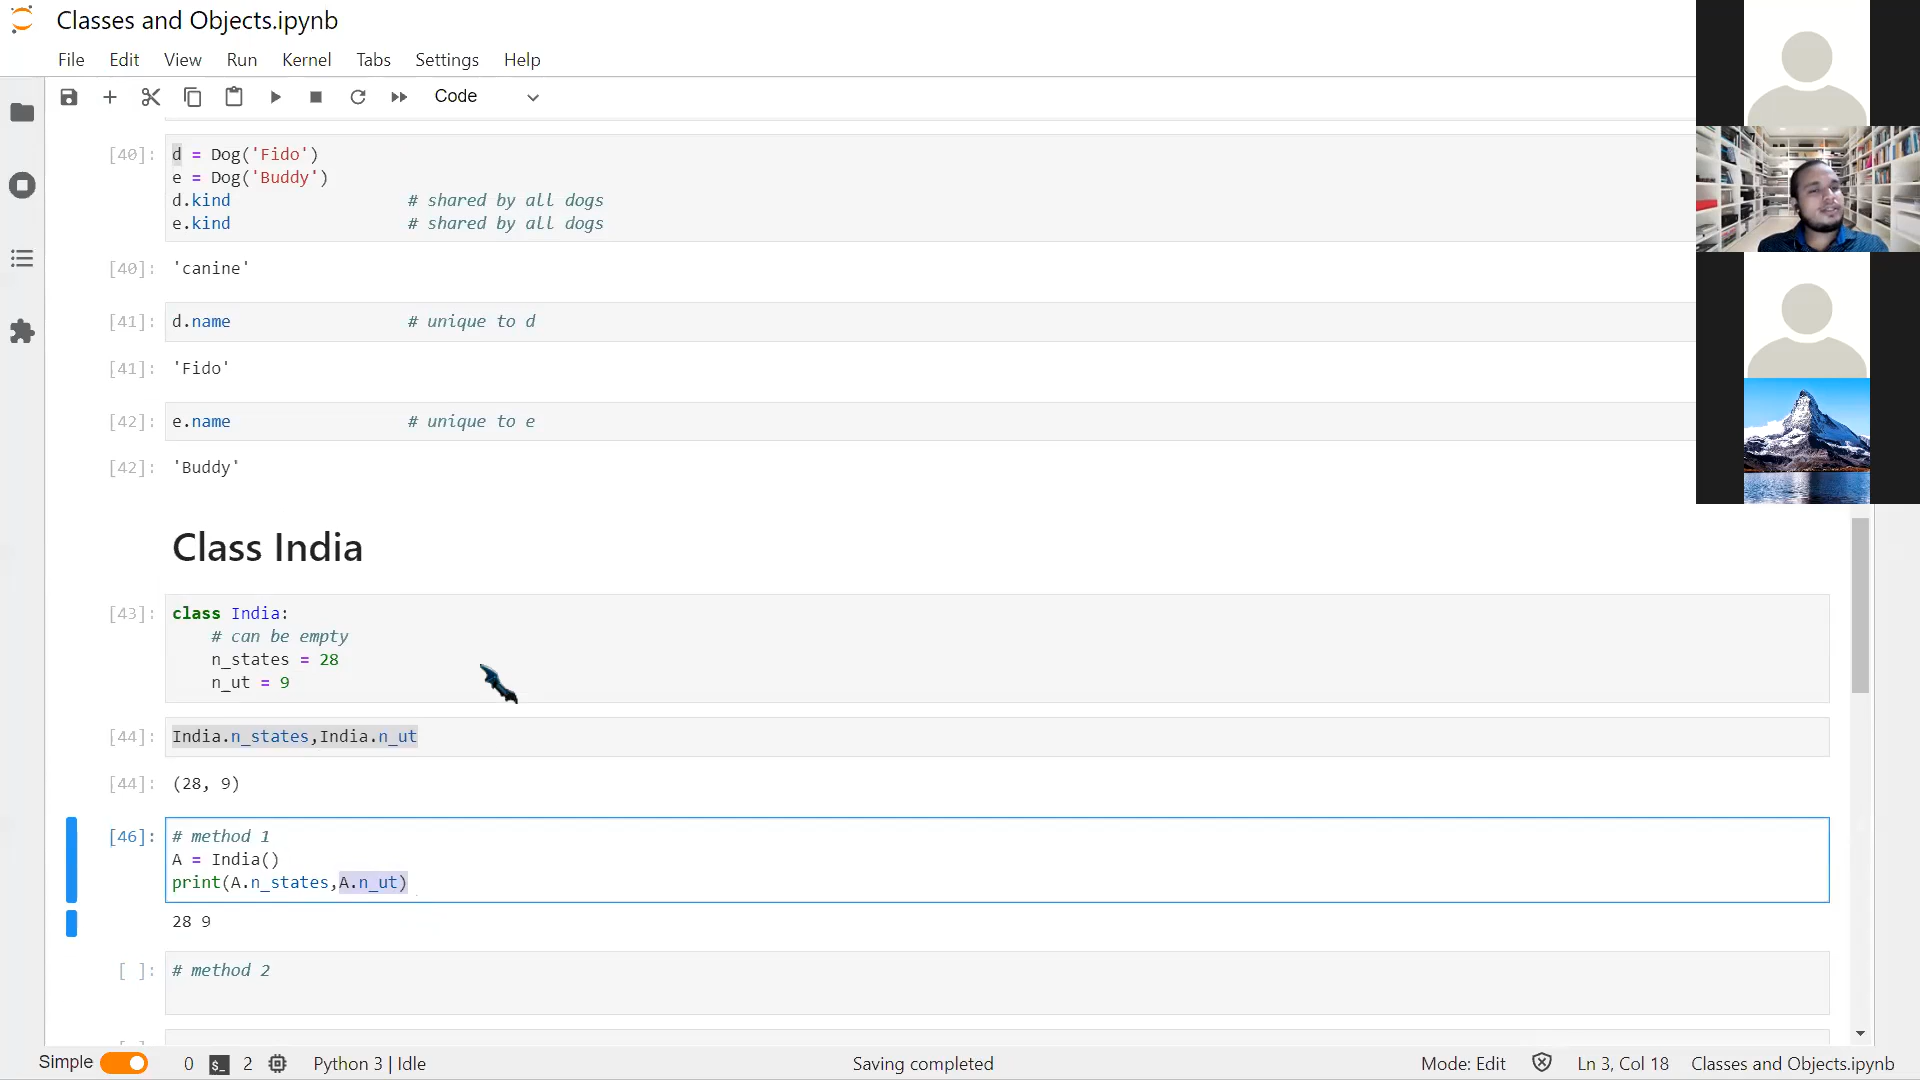 Classes and Objects.ipynb
File Edit View Run Kernel Tabs Settings Help
Code
[40]: d = Dog('Fido')
e = Dog('Buddy')
d.kind # shared by all dogs
e.kind # shared by all dogs
[40]: 'canine'
[41]: d.name # unique to d
[41]: 'Fido'
[42]: e.name # unique to e
[42]: 'Buddy'
Class India
[43]: class India:
# can be empty
n_states = 28
n_ut = 9
[44]: India.n_states,India.n_ut
[44]: (28, 9)
[46]: # method 1
A = India()
print(A.n_states,A.n_ut)
28 9
[ ]: # method 2
Simple 0 $_ 2 Python 3 | Idle Saving completed Mode: Edit Ln 3, Col 18 Classes and Objects.ipynb